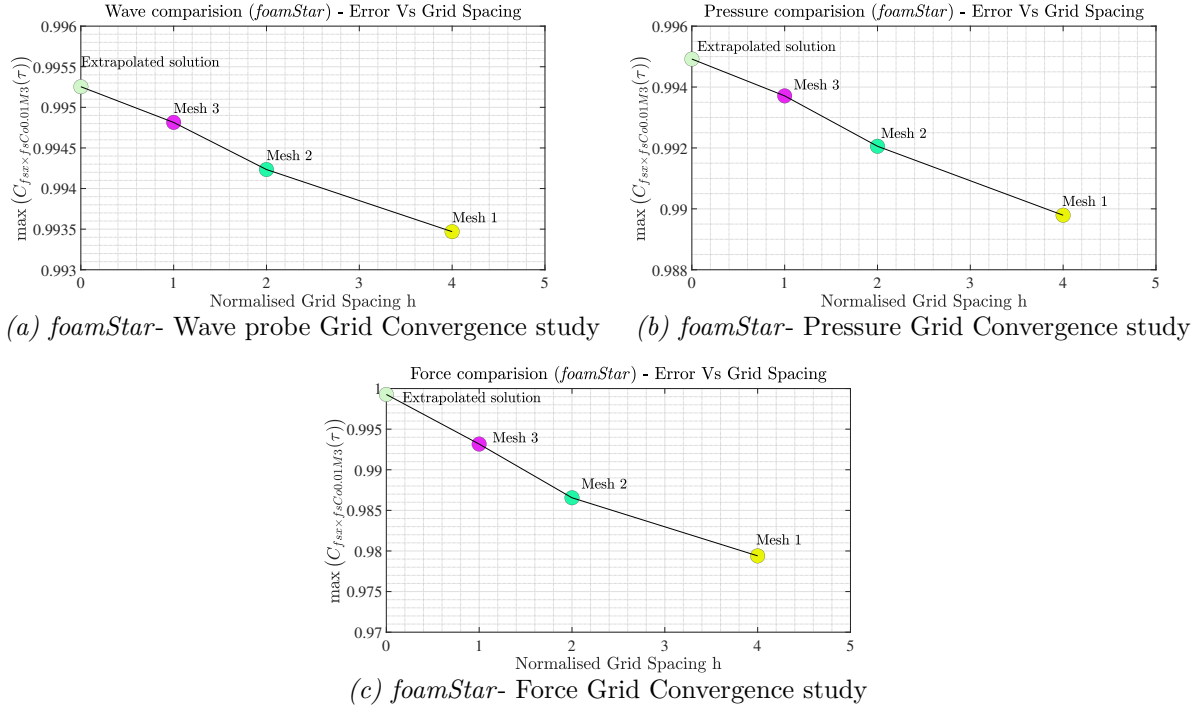 Wave comparision (foamStar) - Error Vs Grid Spacing
0.996
0.9955
0.995
0.9945
0.994
0.9935
0.993
max (C_{fsx×fsCo0.01M3}(τ))
Extrapolated solution
Mesh 3
Mesh 2
Mesh 1
0 1 2 3 4 5
Normalised Grid Spacing h
(a) foamStar- Wave probe Grid Convergence study
Pressure comparision (foamStar) - Error Vs Grid Spacing
0.996
0.994
0.992
0.99
0.988
max (C_{fsx×fsCo0.01M3}(τ))
Extrapolated solution
Mesh 3
Mesh 2
Mesh 1
0 1 2 3 4 5
Normalised Grid Spacing h
(b) foamStar- Pressure Grid Convergence study
Force comparision (foamStar) - Error Vs Grid Spacing
1
0.995
0.99
0.985
0.98
0.975
0.97
max (C_{fsx×fsCo0.01M3}(τ))
Extrapolated solution
Mesh 3
Mesh 2
Mesh 1
0 1 2 3 4 5
Normalised Grid Spacing h
(c) foamStar- Force Grid Convergence study